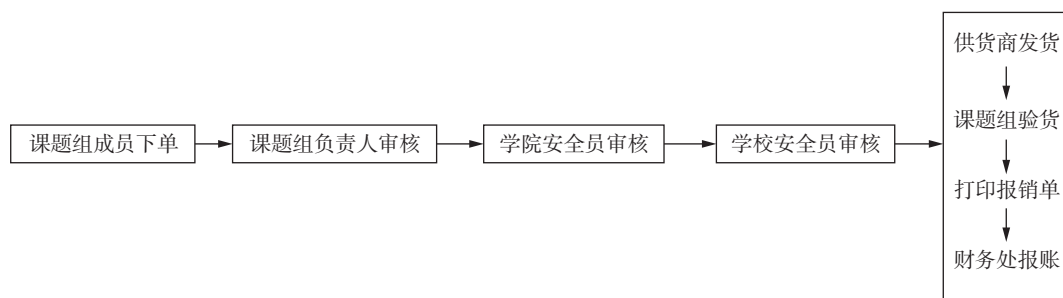 课题组成员下单
课题组负责人审核
学院安全员审核
学校安全员审核
供货商发货
课题组验货
打印报销单
财务处报账